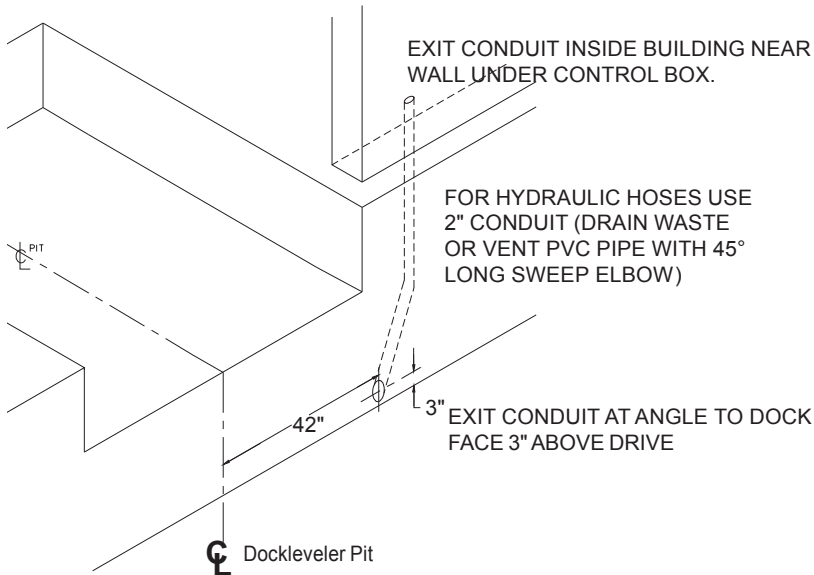 EXIT CONDUIT INSIDE BUILDING NEAR
WALL UNDER CONTROL BOX.
FOR HYDRAULIC HOSES USE
2" CONDUIT (DRAIN WASTE
OR VENT PVC PIPE WITH 45°
LONG SWEEP ELBOW)
℄ PIT
42"
3"
EXIT CONDUIT AT ANGLE TO DOCK
FACE 3" ABOVE DRIVE
℄ Dockleveler Pit